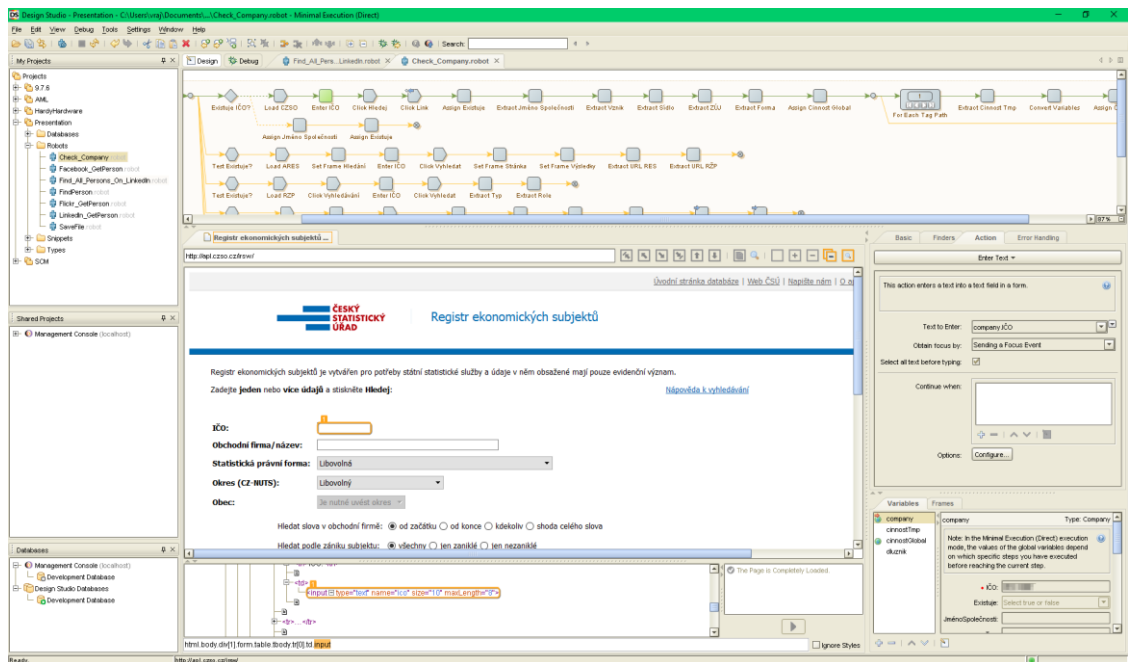 Design Studio - Presentation - C:\Users\vraj\Documents\...\Check_Company.robot - Minimal Execution (Direct)
File Edit View Debug Tools Settings Window Help
Search:
My Projects
Projects
9.7.6
AML
HardyHardware
Presentation
Databases
Robots
Check_Company.robot
Facebook_GetPerson.robot
Find_All_Persons_On_LinkedIn.robot
FindPerson.robot
Flickr_GetPerson.robot
LinkedIn_GetPerson.robot
SaveFile.robot
Snippets
Types
SCM
Shared Projects
Management Console (localhost)
Databases
Management Console (localhost)
Development Database
Design Studio Databases
Development Database
Design Debug Find_All_Pers...LinkedIn.robot Check_Company.robot
Existuje IČO? Load CZSO Enter IČO Click Hledej Click Link Assign Existuje Extract Jméno Společnosti Extract Vznik Extract Sídlo Extract ZÚJ Extract Forma Assign Cinnost Global For Each Tag Path Extract Cinnost Tmp Convert Variables Assign
Assign Jméno Společnosti Assign Existuje
Test Existuje? Load ARES Set Frame Hledání Enter IČO Click Vyhledat Set Frame Stránka Set Frame Výsledky Extract URL RES Extract URL RŽP
Test Existuje? Load RZP Click Vyhledávání Enter IČO Click Vyhledat Extract Typ Extract Role
87%
Registr ekonomických subjektů ...
http://apl.czso.cz/irsw/
Úvodní stránka databáze | Web ČSÚ | Napište nám | O a
ČESKÝ
STATISTICKÝ
ÚŘAD
Registr ekonomických subjektů
Registr ekonomických subjektů je vytvářen pro potřeby státní statistické služby a údaje v něm obsažené mají pouze evidenční význam.
Zadejte jeden nebo více údajů a stiskněte Hledej:
Nápověda k vyhledávání
IČO:
Obchodní firma/název:
Statistická právní forma: Libovolná
Okres (CZ-NUTS): Libovolný
Obec: Je nutné uvést okres
Hledat slova v obchodní firmě: od začátku od konce kdekoliv shoda celého slova
Hledat podle zániku subjektu: všechny jen zaniklé jen nezaniklé
<td>
<input type="text" name="ico" size="10" maxLength="8">
<tr>... </tr>
html.body.div[1].form.table.tbody.tr[0].td.input
Ignore Styles
The Page is Completely Loaded.
Basic Finders Action Error Handling
Enter Text
This action enters a text into a text field in a form.
Text to Enter: company.IČO
Obtain focus by: Sending a Focus Event
Select all text before typing:
Continue when:
Options: Configure...
Variables Frames
company
cinnostTmp
cinnostGlobal
dluznik
company Type: Company
Note: In the Minimal Execution (Direct) execution
mode, the values of the global variables depend
on which specific steps you have executed
before reaching the current step.
IČO:
Existuje: Select true or false
JménoSpolečnosti:
Ready
http://apl.czso.cz/irsw/